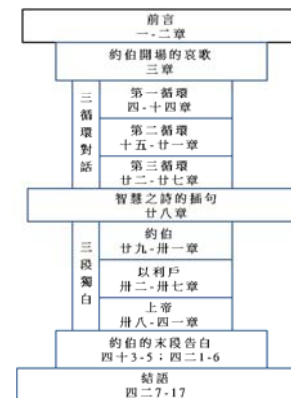 前言
一-二章
約伯開場的哀歌
三章
三循環對話
第一循環
四-十四章
第二循環
十五-廿一章
第三循環
廿二-廿七章
智慧之詩的插句
廿八章
三段獨白
約伯
廿九-卅一章
以利戶
卅二-卅七章
上帝
卅八-四一章
約伯的末段告白
四十3-5；四二1-6
結語
四二7-17